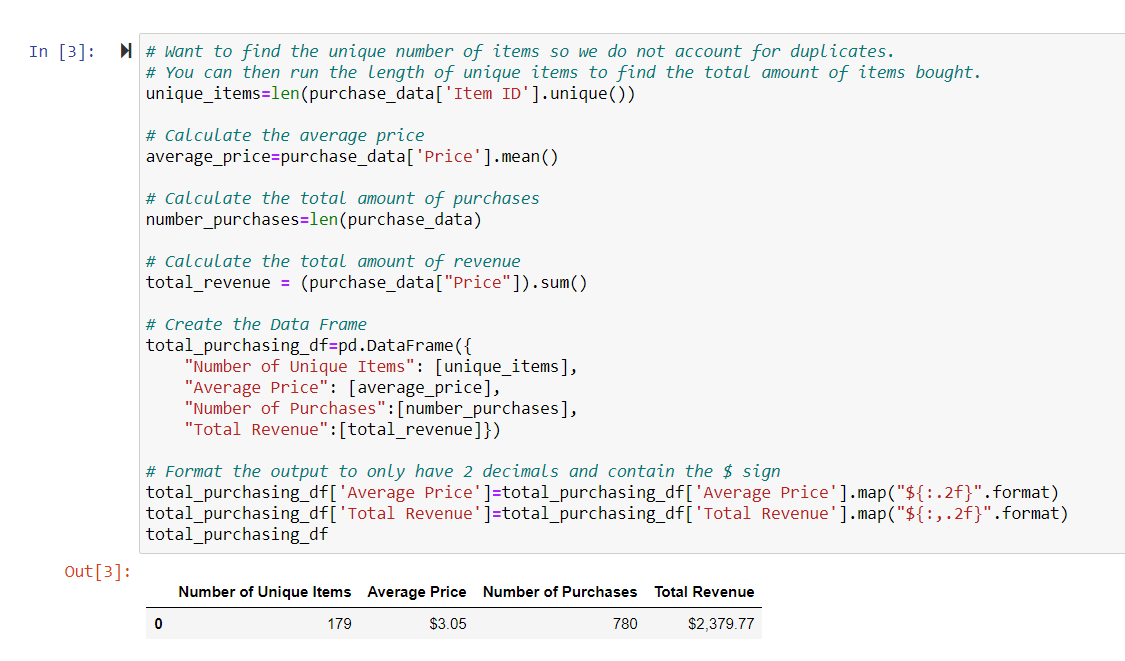 In [3]:
# Want to find the unique number of items so we do not account for duplicates.
# You can then run the length of unique items to find the total amount of items bought.
unique_items=len(purchase_data['Item ID'].unique())
# Calculate the average price
average_price=purchase_data['Price'].mean()
# Calculate the total amount of purchases
number_purchases=len(purchase_data)
# Calculate the total amount of revenue
total_revenue = (purchase_data["Price"]).sum()
# Create the Data Frame
total_purchasing_df=pd.DataFrame({
    "Number of Unique Items": [unique_items],
    "Average Price": [average_price],
    "Number of Purchases":[number_purchases],
    "Total Revenue":[total_revenue]})
# Format the output to only have 2 decimals and contain the $ sign
total_purchasing_df['Average Price']=total_purchasing_df['Average Price'].map("${:.2f}".format)
total_purchasing_df['Total Revenue']=total_purchasing_df['Total Revenue'].map("${:,.2f}".format)
total_purchasing_df
Out[3]:
Number of Unique Items Average Price Number of Purchases Total Revenue
0 179 $3.05 780 $2,379.77